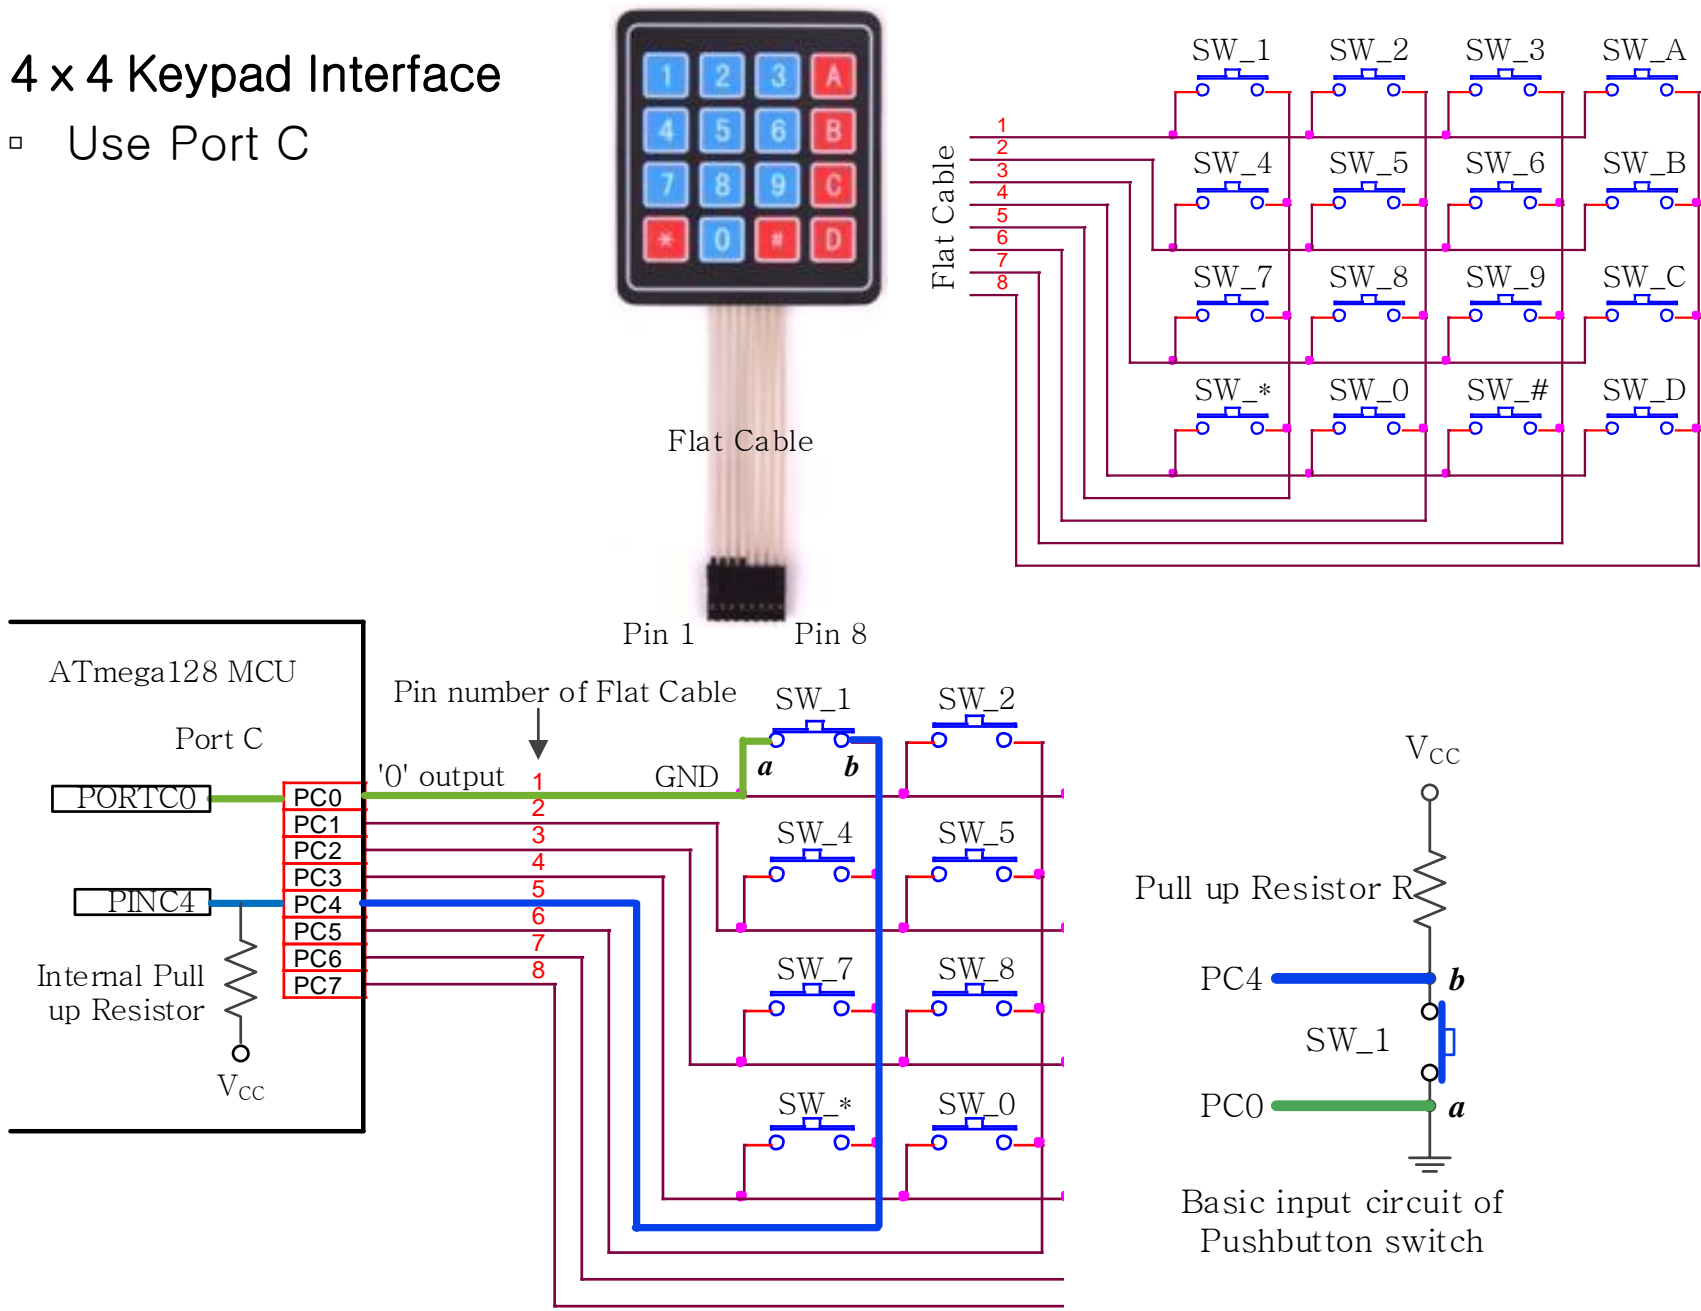 4 x 4 Keypad Interface
▫ Use Port C
1 2 3 A
4 5 6 B
7 8 9 C
* 0 # D
Flat Cable
Pin 1 Pin 8
Flat Cable
1
2
3
4
5
6
7
8
SW_1 SW_2 SW_3 SW_A
SW_4 SW_5 SW_6 SW_B
SW_7 SW_8 SW_9 SW_C
SW_* SW_0 SW_# SW_D
ATmega128 MCU
Port C
PORTC0
PINC4
Internal Pull
up Resistor
VCC
PC0
PC1
PC2
PC3
PC4
PC5
PC6
PC7
Pin number of Flat Cable
'0' output
GND
1
2
3
4
5
6
7
8
SW_1 SW_2
a b
SW_4 SW_5
SW_7 SW_8
SW_* SW_0
VCC
Pull up Resistor R
PC4 b
SW_1
PC0 a
Basic input circuit of
Pushbutton switch